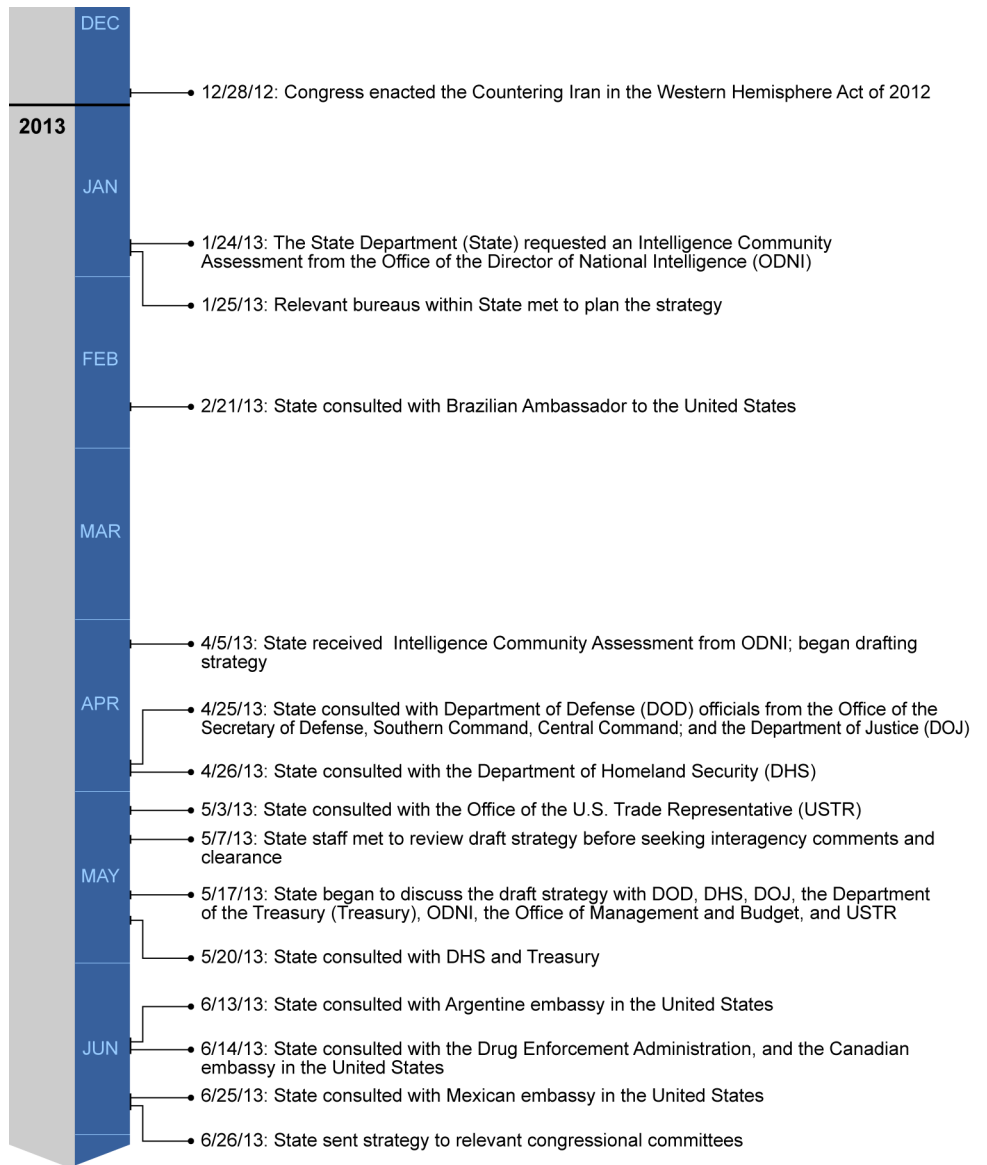 DEC
12/28/12: Congress enacted the Countering Iran in the Western Hemisphere Act of 2012
2013
JAN
1/24/13: The State Department (State) requested an Intelligence Community
Assessment from the Office of the Director of National Intelligence (ODNI)
1/25/13: Relevant bureaus within State met to plan the strategy
FEB
2/21/13: State consulted with Brazilian Ambassador to the United States
MAR
4/5/13: State received  Intelligence Community Assessment from ODNI; began drafting
strategy
APR
4/25/13: State consulted with Department of Defense (DOD) officials from the Office of the
Secretary of Defense, Southern Command, Central Command; and the Department of Justice (DOJ)
4/26/13: State consulted with the Department of Homeland Security (DHS)
5/3/13: State consulted with the Office of the U.S. Trade Representative (USTR)
5/7/13: State staff met to review draft strategy before seeking interagency comments and
clearance
MAY
5/17/13: State began to discuss the draft strategy with DOD, DHS, DOJ, the Department
of the Treasury (Treasury), ODNI, the Office of Management and Budget, and USTR
5/20/13: State consulted with DHS and Treasury
6/13/13: State consulted with Argentine embassy in the United States
JUN
6/14/13: State consulted with the Drug Enforcement Administration, and the Canadian
embassy in the United States
6/25/13: State consulted with Mexican embassy in the United States
6/26/13: State sent strategy to relevant congressional committees